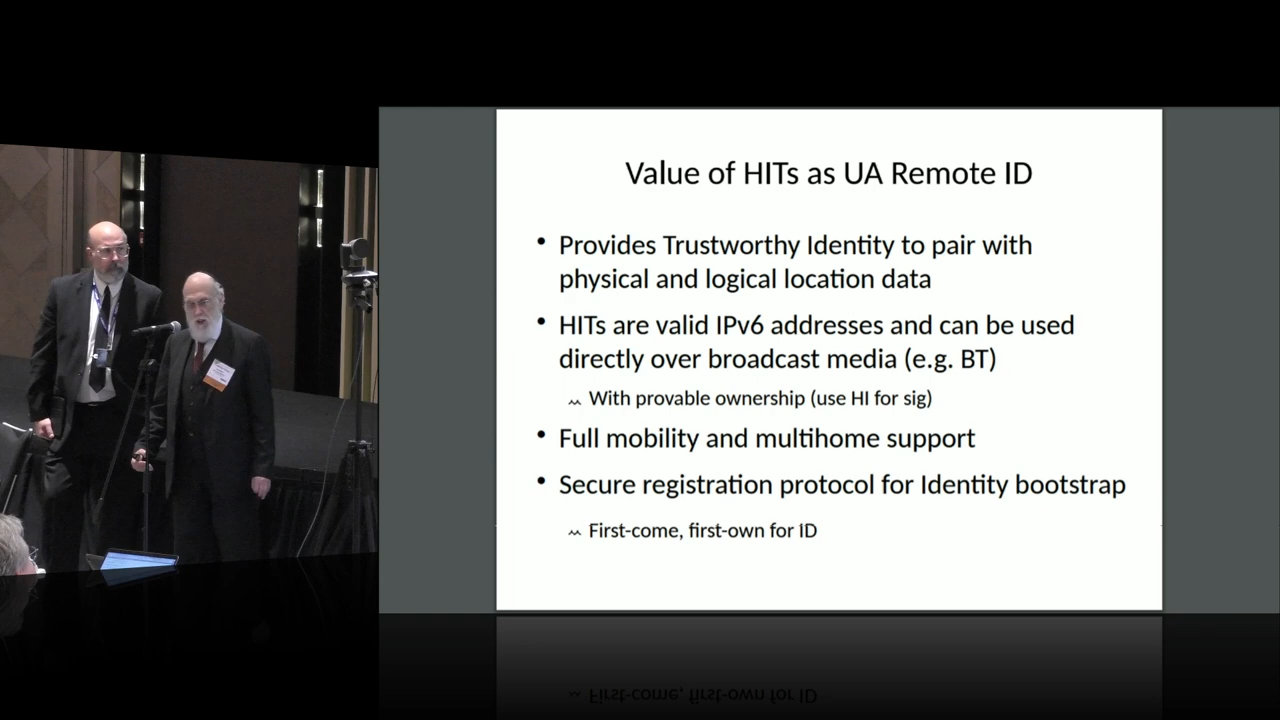 Value of HITs as UA Remote ID
• Provides Trustworthy Identity to pair with
physical and logical location data
• HITs are valid IPv6 addresses and can be used
directly over broadcast media (e.g. BT)
With provable ownership (use HI for sig)
• Full mobility and multihome support
• Secure registration protocol for Identity bootstrap
First-come, first-own for ID